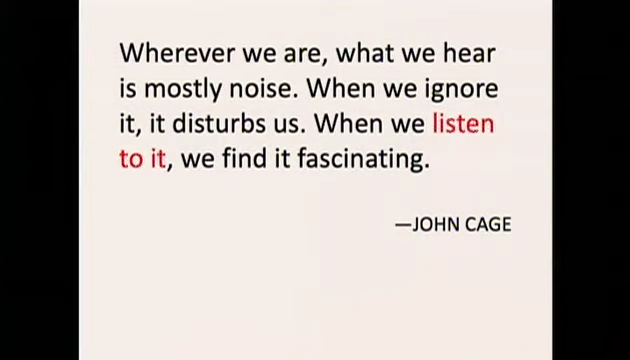 Wherever we are, what we hear
is mostly noise. When we ignore
it, it disturbs us. When we listen
to it, we find it fascinating.
—JOHN CAGE